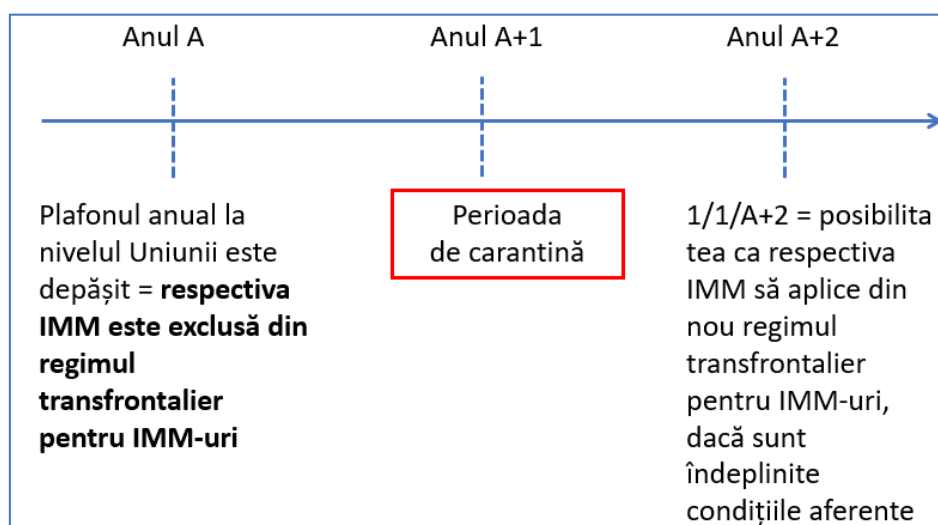 Anul A
Anul A+1
Anul A+2
Plafonul anual la
nivelul Uniunii este
depășit = respectiva
IMM este exclusă din
regimul
transfrontalier
pentru IMM-uri
Perioada
de carantină
1/1/A+2 = posibilita
tea ca respectiva
IMM să aplice din
nou regimul
transfrontalier
pentru IMM-uri,
dacă sunt
îndeplinite
condițiile aferente